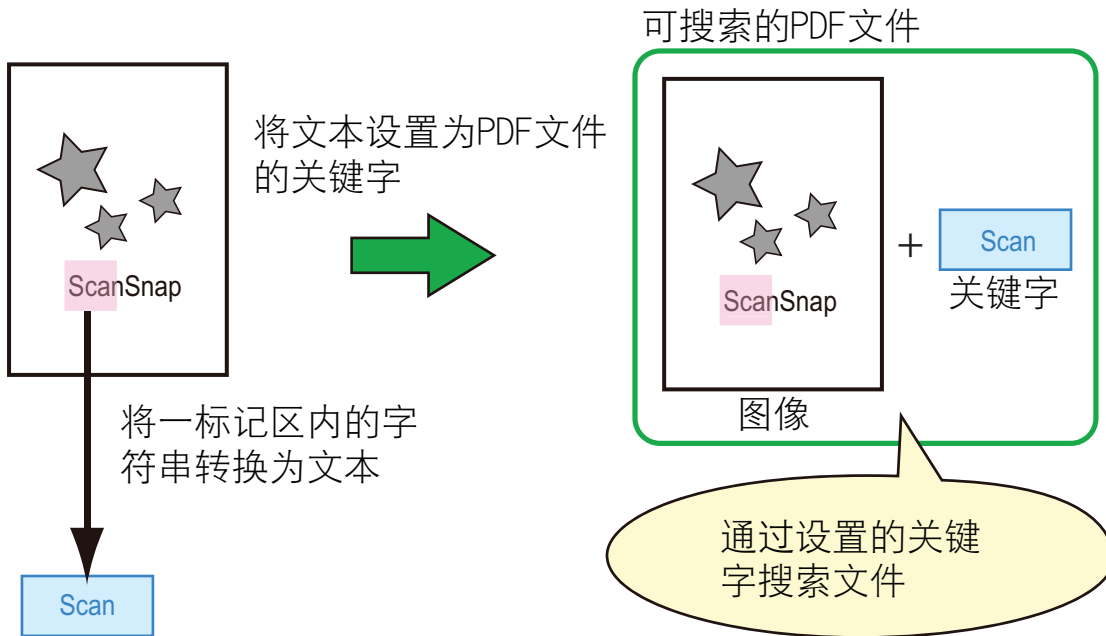 可搜索的PDF文件
将文本设置为PDF文件
的关键字
ScanSnap
将一标记区内的字
符串转换为文本
Scan
ScanSnap
+
Scan
关键字
图像
通过设置的关键
字搜索文件